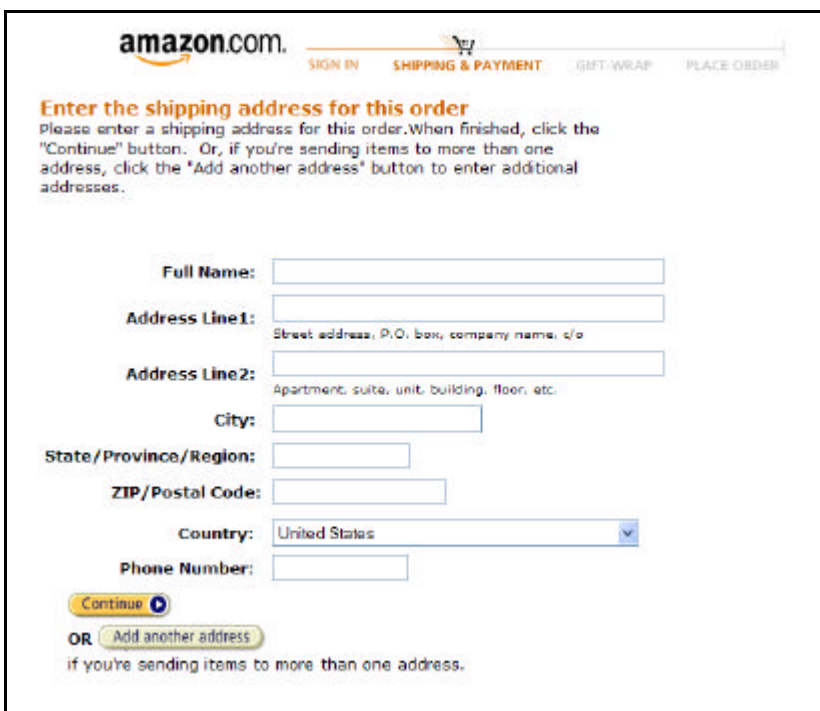 amazon.com.
SIGN IN SHIPPING & PAYMENT GIFT-WRAP PLACE ORDER
Enter the shipping address for this order
Please enter a shipping address for this order.When finished, click the
"Continue" button. Or, if you're sending items to more than one
address, click the "Add another address" button to enter additional
addresses.
Full Name:
Address Line1:
Street address, P.O. box, company name, c/o
Address Line2:
Apartment, suite, unit, building, floor, etc.
City:
State/Province/Region:
ZIP/Postal Code:
Country: United States
Phone Number:
Continue
OR Add another address
if you're sending items to more than one address.